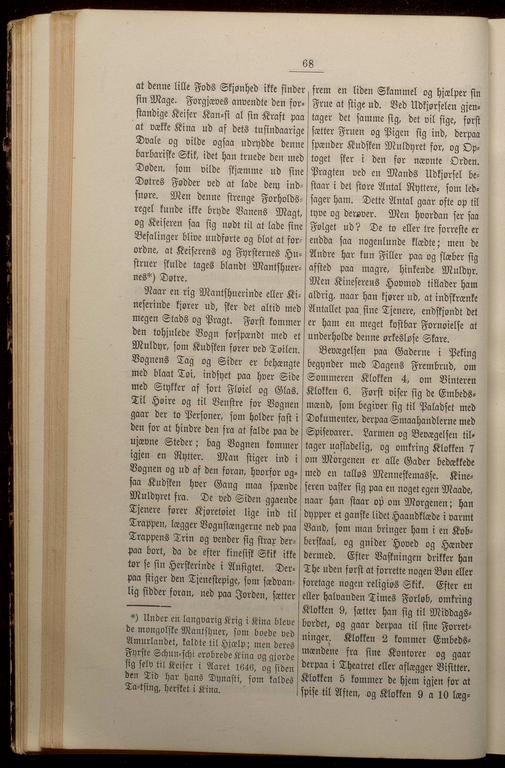 68
at denne lille Fods Skjønhed ikke finder
sin Mage. Forgjæves anvendte den for-
standige Keiser Kan-si al sin Kraft paa
at vække Kina ud af dets tusindaarige
Dvale og vilde ogsaa udrydde denne
barbariske Skik, idet han truede den med
Døden, som vilde skjæmme ud sine
Døtres Fødder ved at lade dem ind-
snøre. Men denne strenge Forholds-
regel kunde ikke bryde Vanens Magt,
og Keiseren saa sig nødt til at lade sine
Befalinger blive uudførte og blot at for-
ordne, at Keiserens og Fyrsternes Hu-
struer skulde tages blandt Mantshuer-
nes*) Døtre.
Naar en rig Mantshuerinde eller Ki-
neserinde kjører ud, sker det altid med
megen Stads og Pragt. Først kommer
den tohjulede Vogn forspændt med et
Muldyr, som Kudsken fører ved Tøilen.
Vognens Tag og Sider er behængte
med blaat Tøi, indsyet paa hver Side
med Stykker af sort Fløiel og Glas.
Til Høire og til Venstre for Vognen
gaar der to Personer, som holder fast i
den for at hindre den fra at falde paa de
ujævne Steder; bag Vognen kommer
igjen en Rytter. Man stiger ind i
Vognen og ud af den foran, hvorfor og-
saa Kudsken hver Gang maa spænde
Muldyret fra. De ved Siden gaaende
Tjenere fører Kjøretøiet lige ind til
Trappen, lægger Vognstængerne ned paa
Trappens Trin og vender sig strax der-
paa bort, da de efter kinesisk Skik ikke
tør se sin Herskerinde i Ansigtet. Der-
paa stiger den Tjenestepige, som sædvan-
lig sidder foran, ned paa Jorden, sætter
*) Under en langvarig Krig i Kina bleve
de mongolske Mantshuer, som boede ved
Amurlandet, kaldte til Hjælp; men deres
Fyrste Schun-schi erobrede Kina og gjorde
sig selv til Keiser i Aaret 1646, og siden
den Tid har hans Dynasti, som kaldes
Ta-tsing, hersket i Kina.
frem en liden Skammel og hjælper sin
Frue at stige ud. Ved Udkjørselen gjen-
tager det samme sig, det vil sige, først
sætter Fruen og Pigen sig ind, derpaa
spænder Kudsken Muldyret for, og Op-
toget sker i den før nævnte Orden.
Pragten ved en Mands Udkjørsel be-
staar i det store Antal Ryttere, som led-
sager ham. Dette Antal gaar ofte op til
tyve og derover. Men hvordan ser saa
Følget ud? De to eller tre forreste er
endda saa nogenlunde klædte; men de
Andre har kun Filler paa og slæber sig
afsted paa magre, hinkende Muldyr.
Men Kineserens Hovmod tillader ham
aldrig, naar han kjører ud, at indskrænke
Antallet paa sine Tjenere, endskjøndt det
er ham en meget kostbar Fornøielse at
underholde denne ørkesløse Skare.
Bevægelsen paa Gaderne i Peking
begynder med Dagens Frembrud, om
Sommeren Klokken 4, om Vinteren
Klokken 6. Først viser sig de Embeds-
mænd, som begiver sig til Paladset med
Dokumenter, derpaa Smaahandlerne med
Spisevarer. Larmen og Bevægelsen til-
tager uafladelig, og omkring Klokken 7
om Morgenen er alle Gader bedækkede
med en talløs Menneskemasse. Kine-
seren vasker sig paa en noget egen Maade,
naar han staar op om Morgenen; han
dypper et ganske lidet Haandklæde i varmt
Vand, som man bringer ham i en Kob-
berskaal, og gnider Hoved og Hænder
dermed. Efter Vaskningen drikker han
The uden først at forrette nogen Bøn eller
foretage nogen religiøs Skik. Efter en
eller halvanden Times Forløb, omkring
Klokken 9, sætter han sig til Middags-
bordet, og gaar derpaa til sine Forret-
ninger. Klokken 2 kommer Embeds-
mændene fra sine Kontorer og gaar
derpaa i Theatret eller aflægger Visitter.
Klokken 5 kommer de hjem igjen for at
spise til Aften, og Klokken 9 a 10 læg-